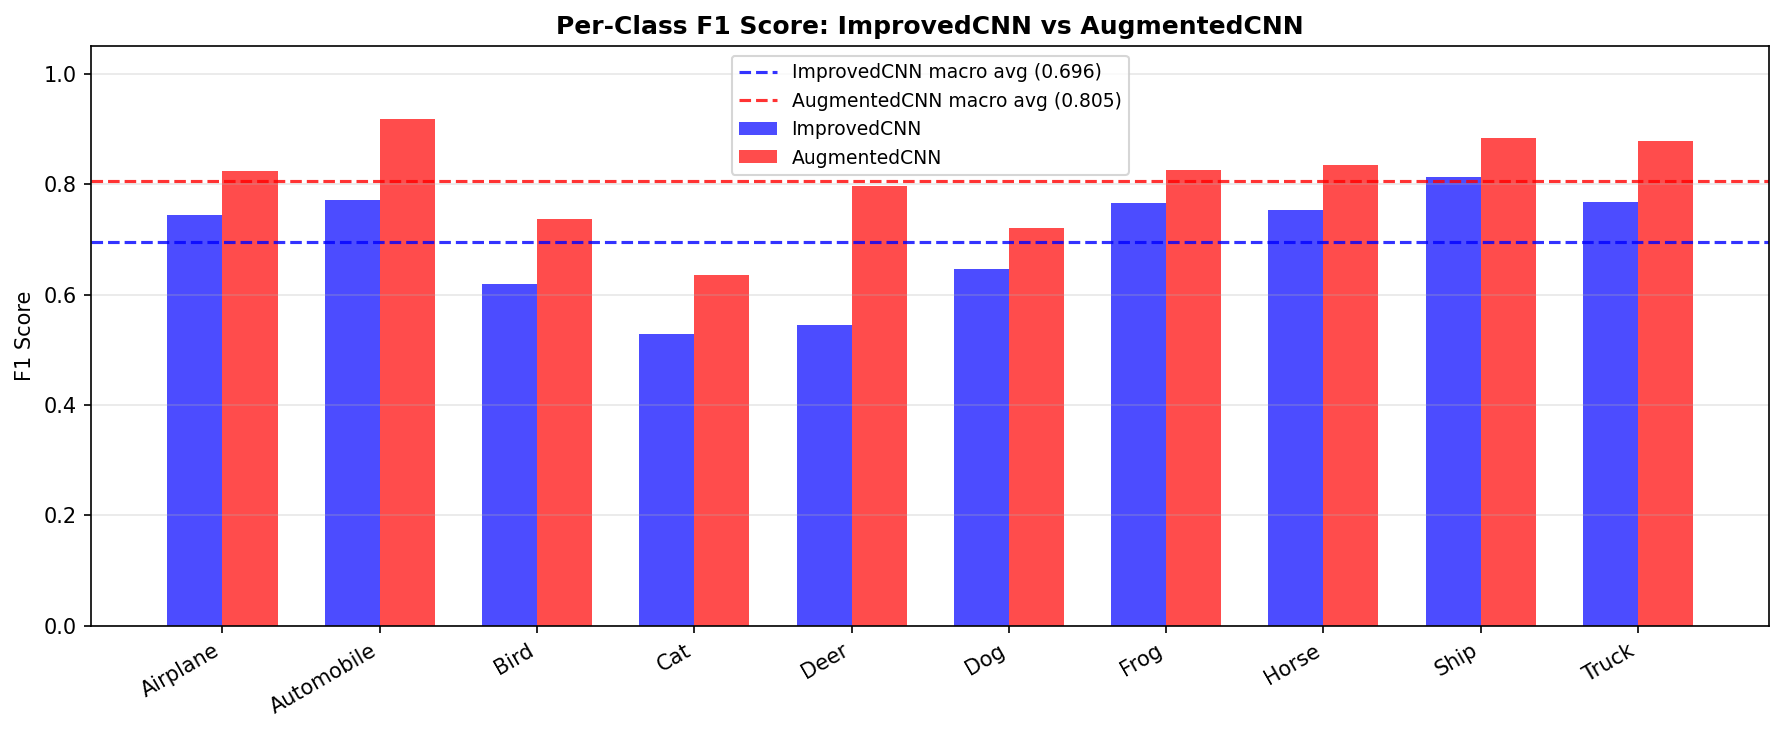 Per-Class F1 Score: ImprovedCNN vs AugmentedCNN
ImprovedCNN macro avg (0.696)
AugmentedCNN macro avg (0.805)
ImprovedCNN
AugmentedCNN
F1 Score
1.0
0.8
0.6
0.4
0.2
0.0
Airplane
Automobile
Bird
Cat
Deer
Dog
Frog
Horse
Ship
Truck